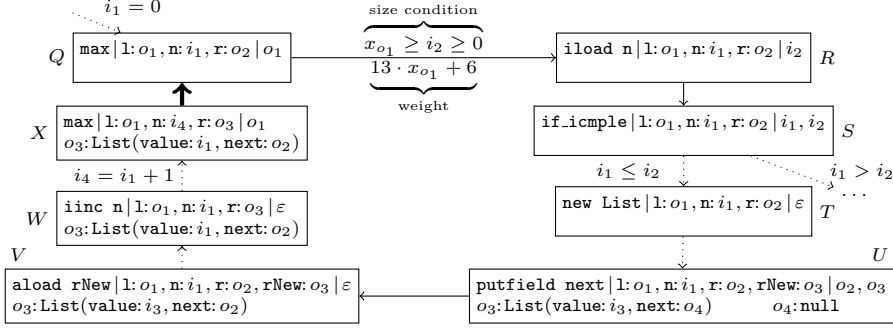 i₁ = 0
size condition
Q
max | l: o₁, n: i₁, r: o₂ | o₁
x_{o₁} ≥ i₂ ≥ 0
13 · x_{o₁} + 6
weight
iload n | l: o₁, n: i₁, r: o₂ | i₂
R
X
max | l: o₁, n: i₄, r: o₃ | o₁
o₃: List(value: i₁, next: o₂)
if_icmple | l: o₁, n: i₁, r: o₂ | i₁, i₂
S
i₄ = i₁ + 1
i₁ ≤ i₂
i₁ > i₂
...
W
iinc n | l: o₁, n: i₁, r: o₃ | ε
o₃: List(value: i₁, next: o₂)
new List | l: o₁, n: i₁, r: o₂ | ε
T
V
aload rNew | l: o₁, n: i₁, r: o₂, rNew: o₃ | ε
o₃: List(value: i₃, next: o₂)
U
putfield next | l: o₁, n: i₁, r: o₂, rNew: o₃ | o₂, o₃
o₃: List(value: i₃, next: o₄) o₄: null